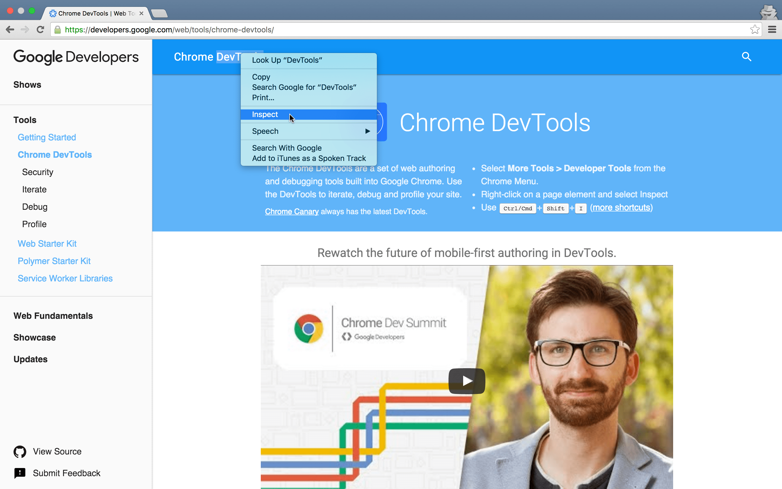 Chrome DevTools | Web To
https://developers.google.com/web/tools/chrome-devtools/
Google Developers
Shows
Tools
Getting Started
Chrome DevTools
Security
Iterate
Debug
Profile
Web Starter Kit
Polymer Starter Kit
Service Worker Libraries
Web Fundamentals
Showcase
Updates
View Source
Submit Feedback
Chrome DevTools
Look Up “DevTools”
Copy
Search Google for “DevTools”
Print...
Inspect
Speech
Search With Google
Add to iTunes as a Spoken Track
Chrome DevTools
The Chrome DevTools are a set of web authoring
and debugging tools built into Google Chrome. Use
the DevTools to iterate, debug and profile your site.
Chrome Canary always has the latest DevTools.
• Select More Tools > Developer Tools from the
Chrome Menu.
• Right-click on a page element and select Inspect
• Use Ctrl/Cmd + Shift + I (more shortcuts)
Rewatch the future of mobile-first authoring in DevTools.
Chrome Dev Summit
Google Developers